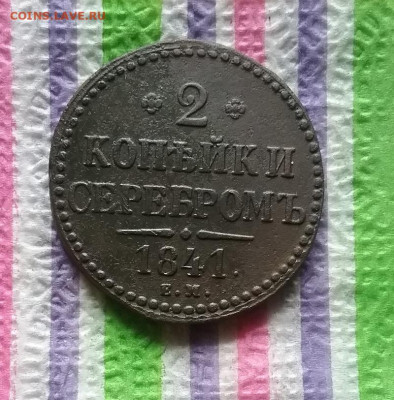 COINS.LAVE.RU
2
КОПѢЙКИ
СЕРЕБРОМЪ
1841.
Е.М.